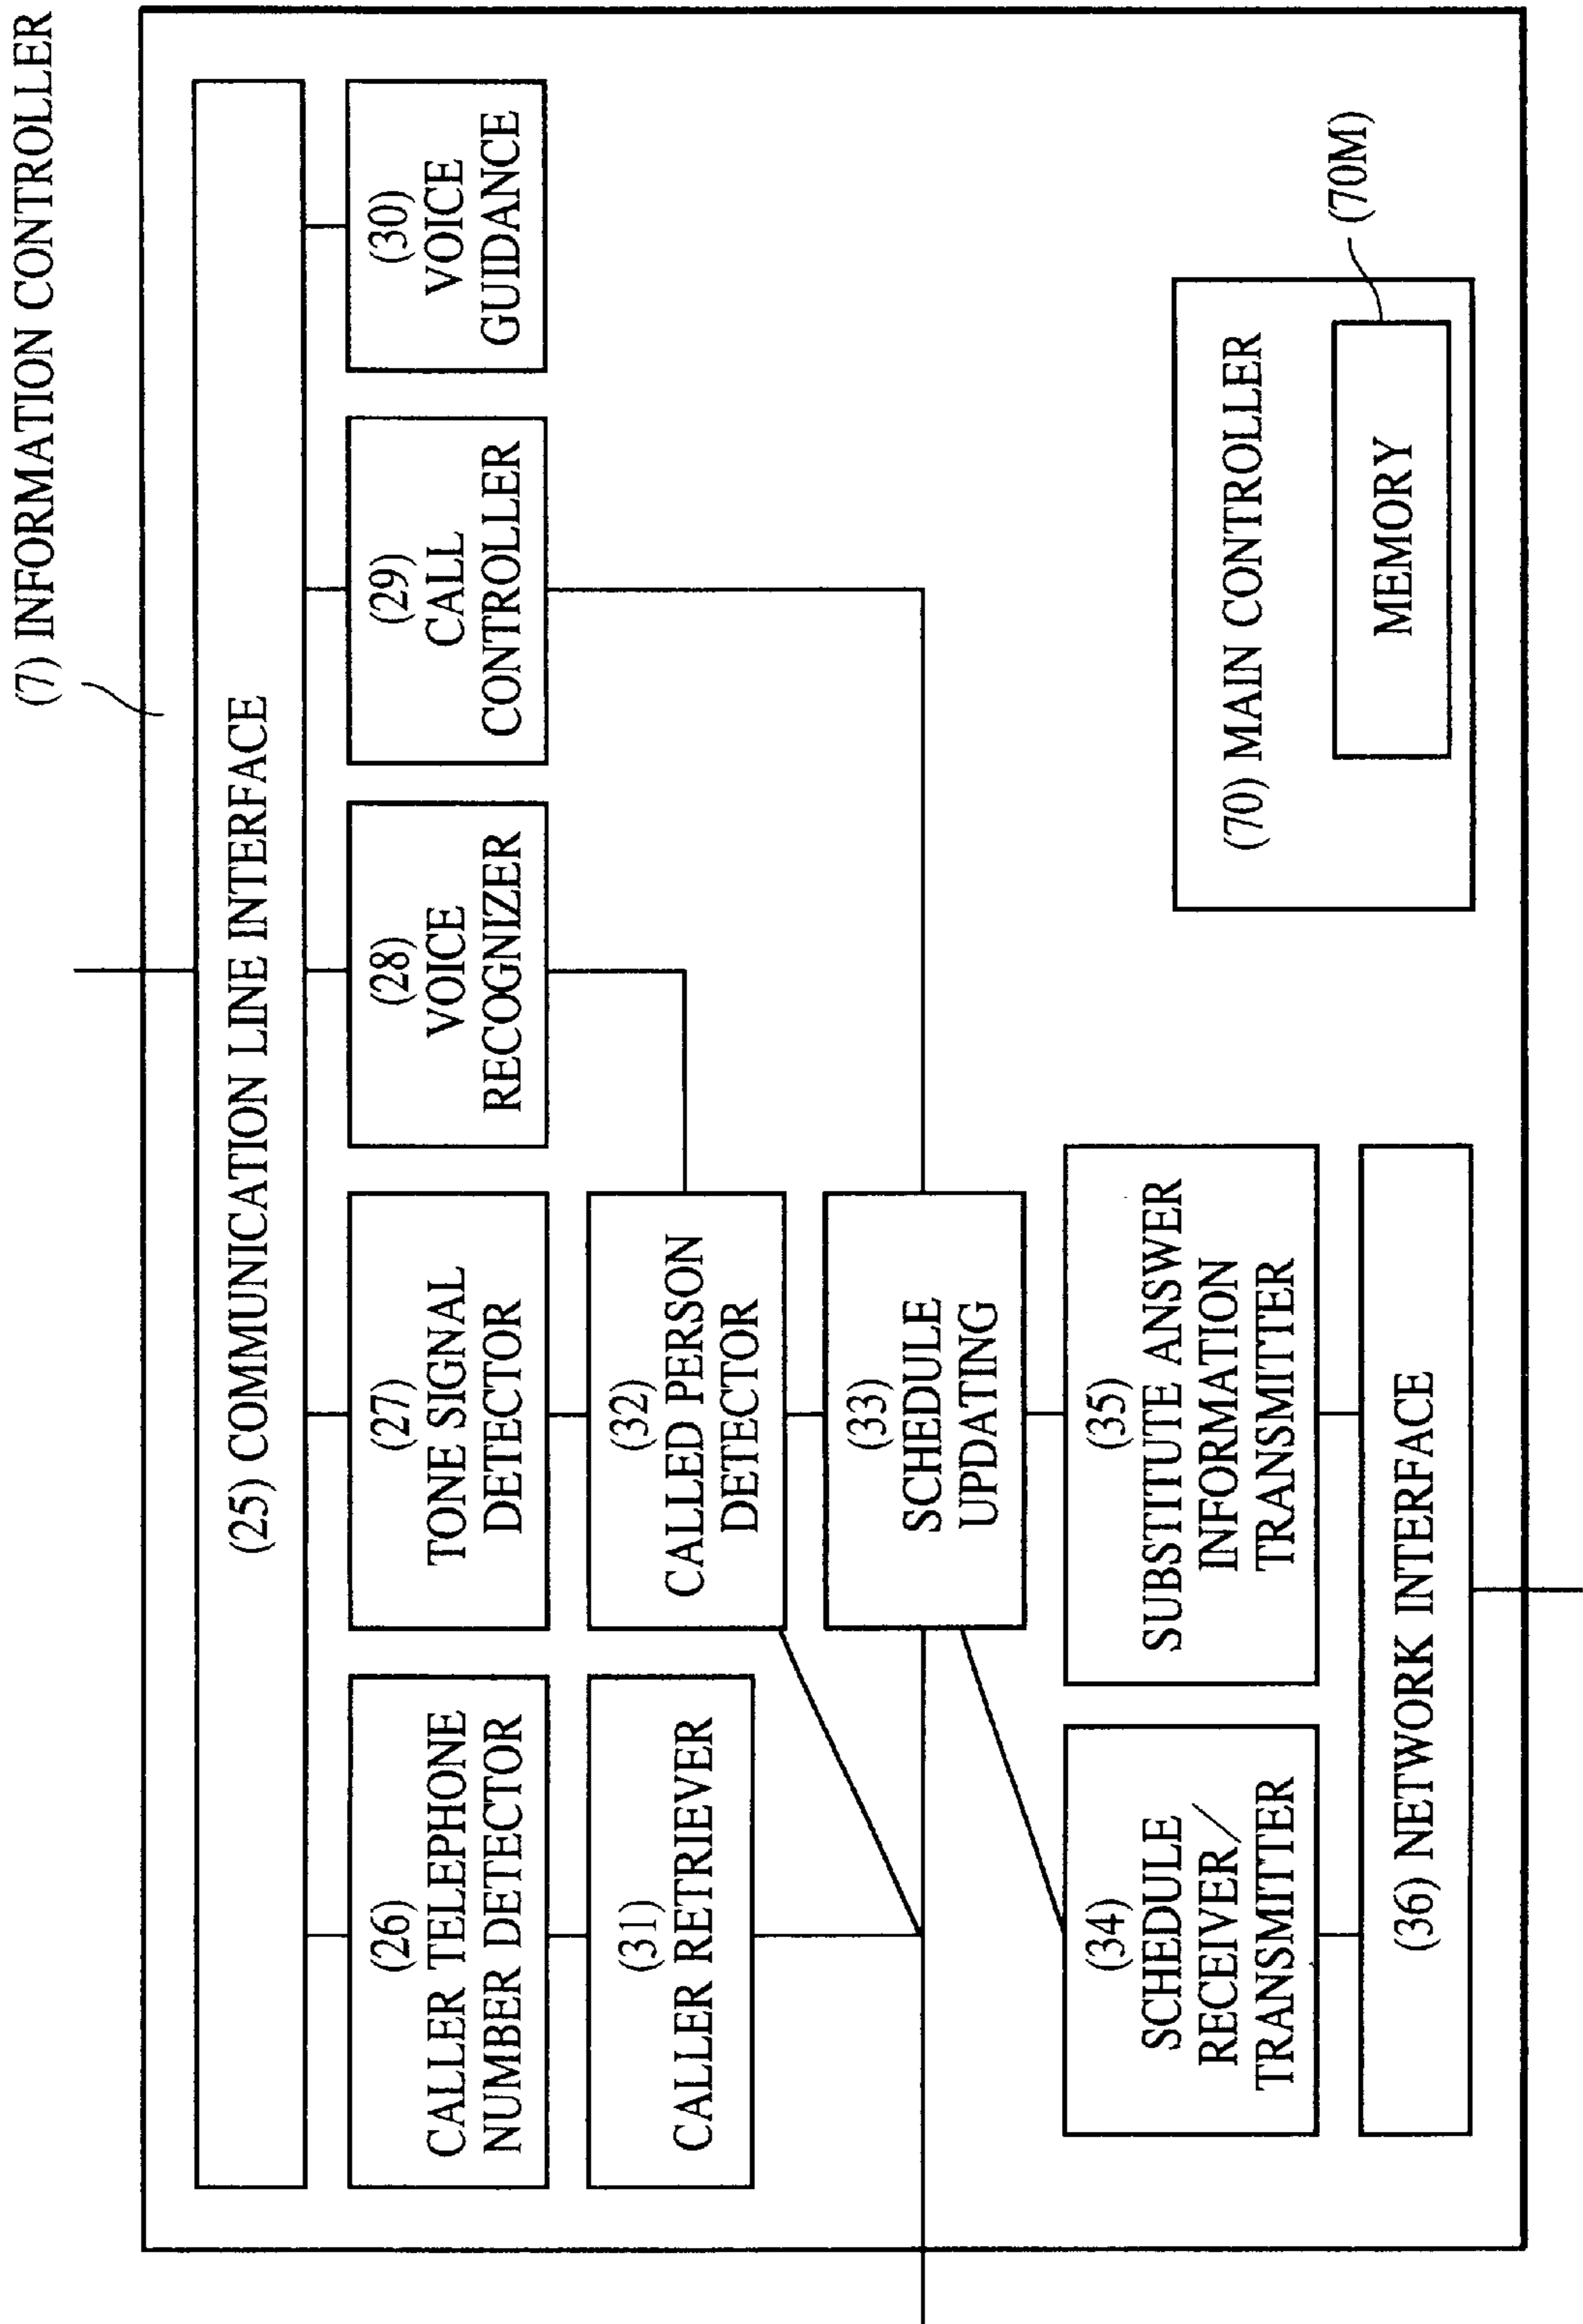 (7) INFORMATION CONTROLLER
(25) COMMUNICATION LINE INTERFACE
(26)
CALLER TELEPHONE
NUMBER DETECTOR
(27)
TONE SIGNAL
DETECTOR
(28)
VOICE
RECOGNIZER
(29)
CALL
CONTROLLER
(30)
VOICE
GUIDANCE
(31)
CALLER RETRIEVER
(32)
CALLED PERSON
DETECTOR
(33)
SCHEDULE
UPDATING
(34)
SCHEDULE
RECEIVER/
TRANSMITTER
(35)
SUBSTITUTE ANSWER
INFORMATION
TRANSMITTER
(36) NETWORK INTERFACE
(70) MAIN CONTROLLER
MEMORY
(70M)